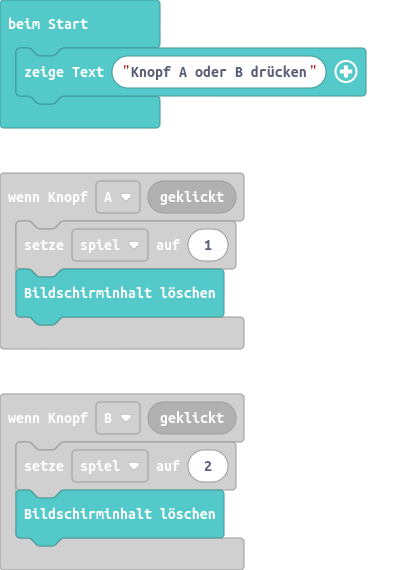 beim Start
zeige Text "Knopf A oder B drücken"
wenn Knopf A geklickt
setze spiel auf 1
Bildschirminhalt löschen
wenn Knopf B geklickt
setze spiel auf 2
Bildschirminhalt löschen